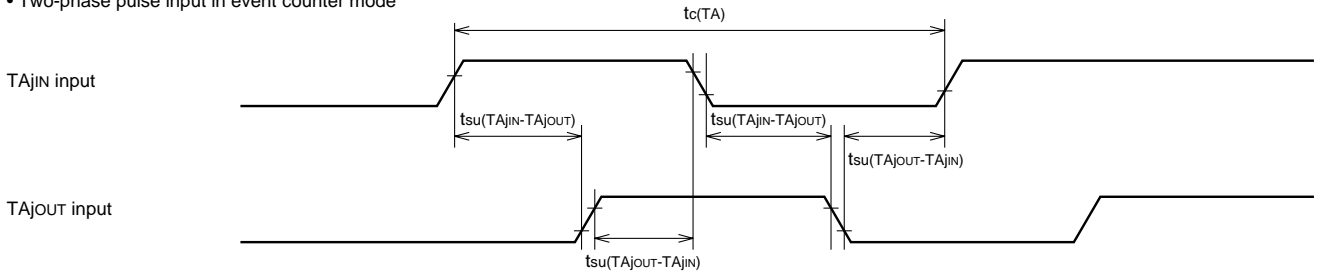 • Two-phase pulse input in event counter mode
tc(TA)
TAjIN input
tsu(TAjIN-TAjOUT)
tsu(TAjIN-TAjOUT)
tsu(TAjOUT-TAjIN)
TAjOUT input
tsu(TAjOUT-TAjIN)